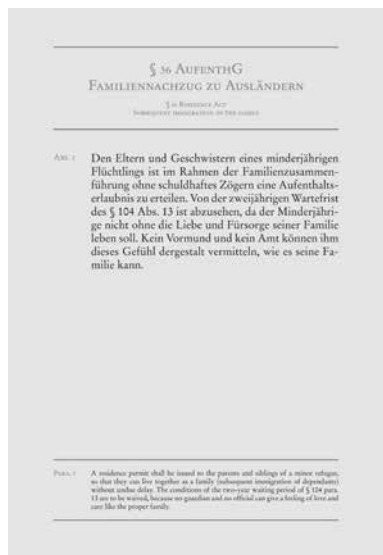 § 36 AufenthG
Familiennachzug zu Ausländern
§ 36 Residence Act
Subsequent immigration of the family
Abs. 1 Den Eltern und Geschwistern eines minderjährigen
Flüchtlings ist im Rahmen der Familienzusammen-
führung ohne schuldhaftes Zögern eine Aufenthalts-
erlaubnis zu erteilen. Von der zweijährigen Wartefrist
des § 104 Abs. 13 ist abzusehen, da der Minderjähri-
ge nicht ohne die Liebe und Fürsorge seiner Familie
leben soll. Kein Vormund und kein Amt können ihm
dieses Gefühl dergestalt vermitteln, wie es seine Fa-
milie kann.
Para. 1 A residence permit shall be issued to the parents and siblings of a minor refugee,
so that they can live together as a family (subsequent immigration of dependants)
without undue delay. The conditions of the two-year waiting period of § 104 para.
13 are to be waived, because no guardian and no official can give a feeling of love and
care like the proper family.